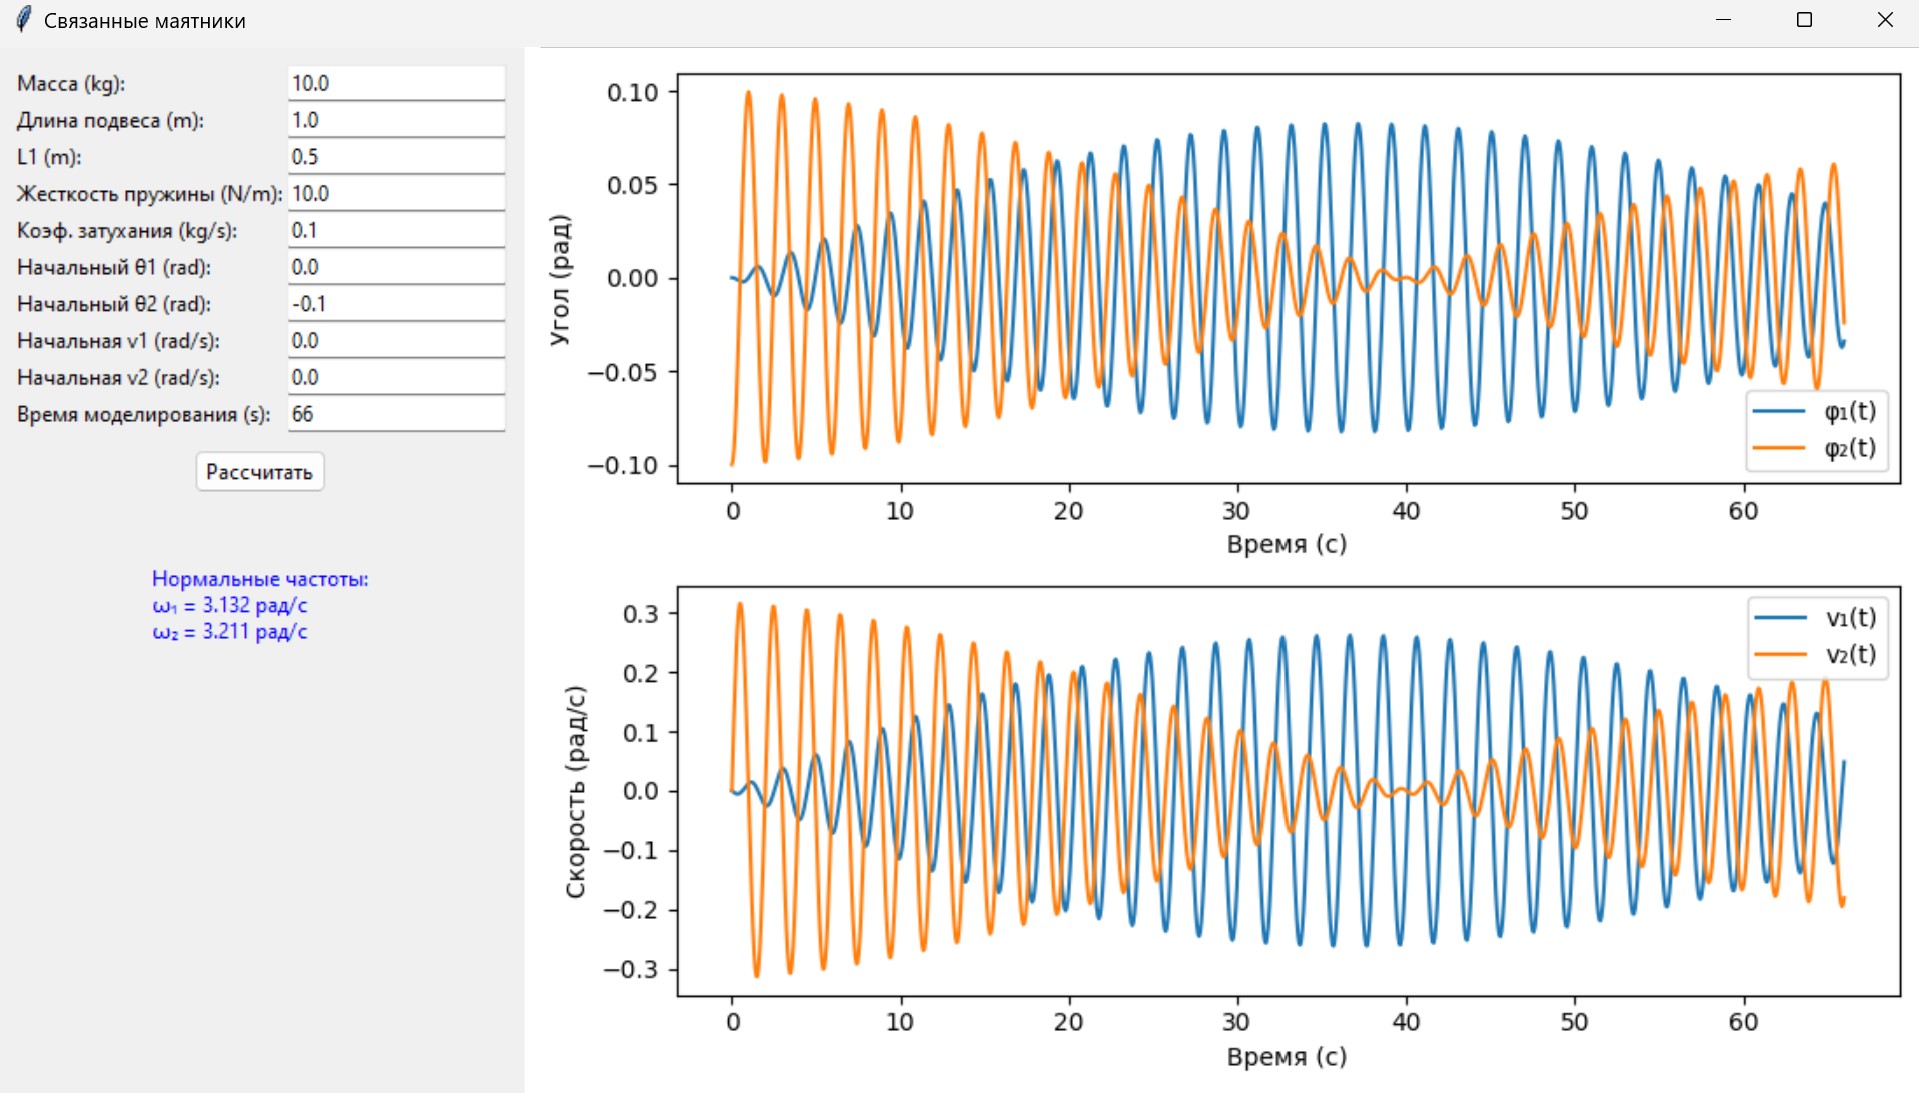 Связанные маятники
Масса (kg): 10.0
Длина подвеса (m): 1.0
L1 (m): 0.5
Жесткость пружины (N/m): 10.0
Коэф. затухания (kg/s): 0.1
Начальный θ1 (rad): 0.0
Начальный θ2 (rad): -0.1
Начальная v1 (rad/s): 0.0
Начальная v2 (rad/s): 0.0
Время моделирования (s): 66
Рассчитать
Нормальные частоты:
ω₁ = 3.132 рад/с
ω₂ = 3.211 рад/с
Угол (рад)
0.10
0.05
0.00
−0.05
−0.10
φ₁(t)
φ₂(t)
0 10 20 30 40 50 60
Время (с)
Скорость (рад/с)
0.3
0.2
0.1
0.0
−0.1
−0.2
−0.3
v₁(t)
v₂(t)
0 10 20 30 40 50 60
Время (с)